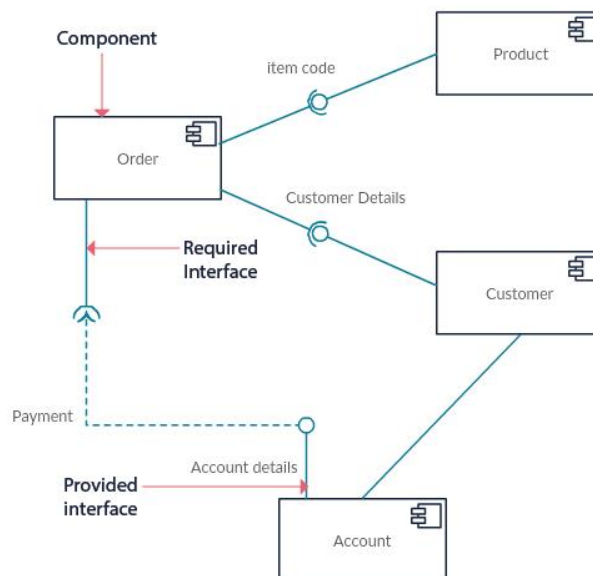 Component
Product
item code
Order
Customer Details
Required
Interface
Customer
Payment
Account details
Provided
interface
Account